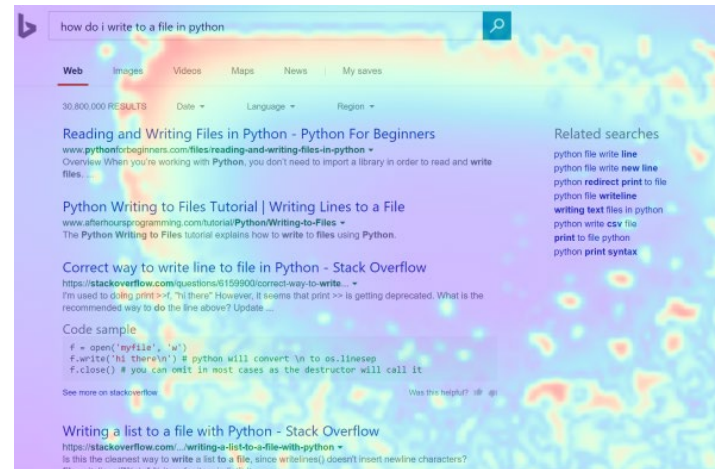 how do i write to a file in python
Web Images Videos Maps News My saves
30,800,000 RESULTS Date Language Region
Reading and Writing Files in Python - Python For Beginners
www.pythonforbeginners.com/files/reading-and-writing-files-in-python
Overview When you're working with Python, you don't need to import a library in order to read and write
files. ...
Python Writing to Files Tutorial | Writing Lines to a File
www.afterhoursprogramming.com/tutorial/Python/Writing-to-Files
The Python Writing to Files tutorial explains how to write to files using Python.
Correct way to write line to file in Python - Stack Overflow
https://stackoverflow.com/questions/6159900/correct-way-to-write...
I'm used to doing print >>f, "hi there" However, it seems that print >> is getting deprecated. What is the
recommended way to do the line above? Update ...
Code sample
f = open('myfile', 'w')
f.write('hi there\n') # python will convert \n to os.linesep
f.close() # you can omit in most cases as the destructor will call it
See more on stackoverflow Was this helpful?
Writing a list to a file with Python - Stack Overflow
https://stackoverflow.com/.../writing-a-list-to-a-file-with-python
Is this the cleanest way to write a list to a file, since writelines() doesn't insert newline characters?
Related searches
python file write line
python file write new line
python redirect print to file
python file writeline
writing text files in python
python write csv file
print to file python
python print syntax